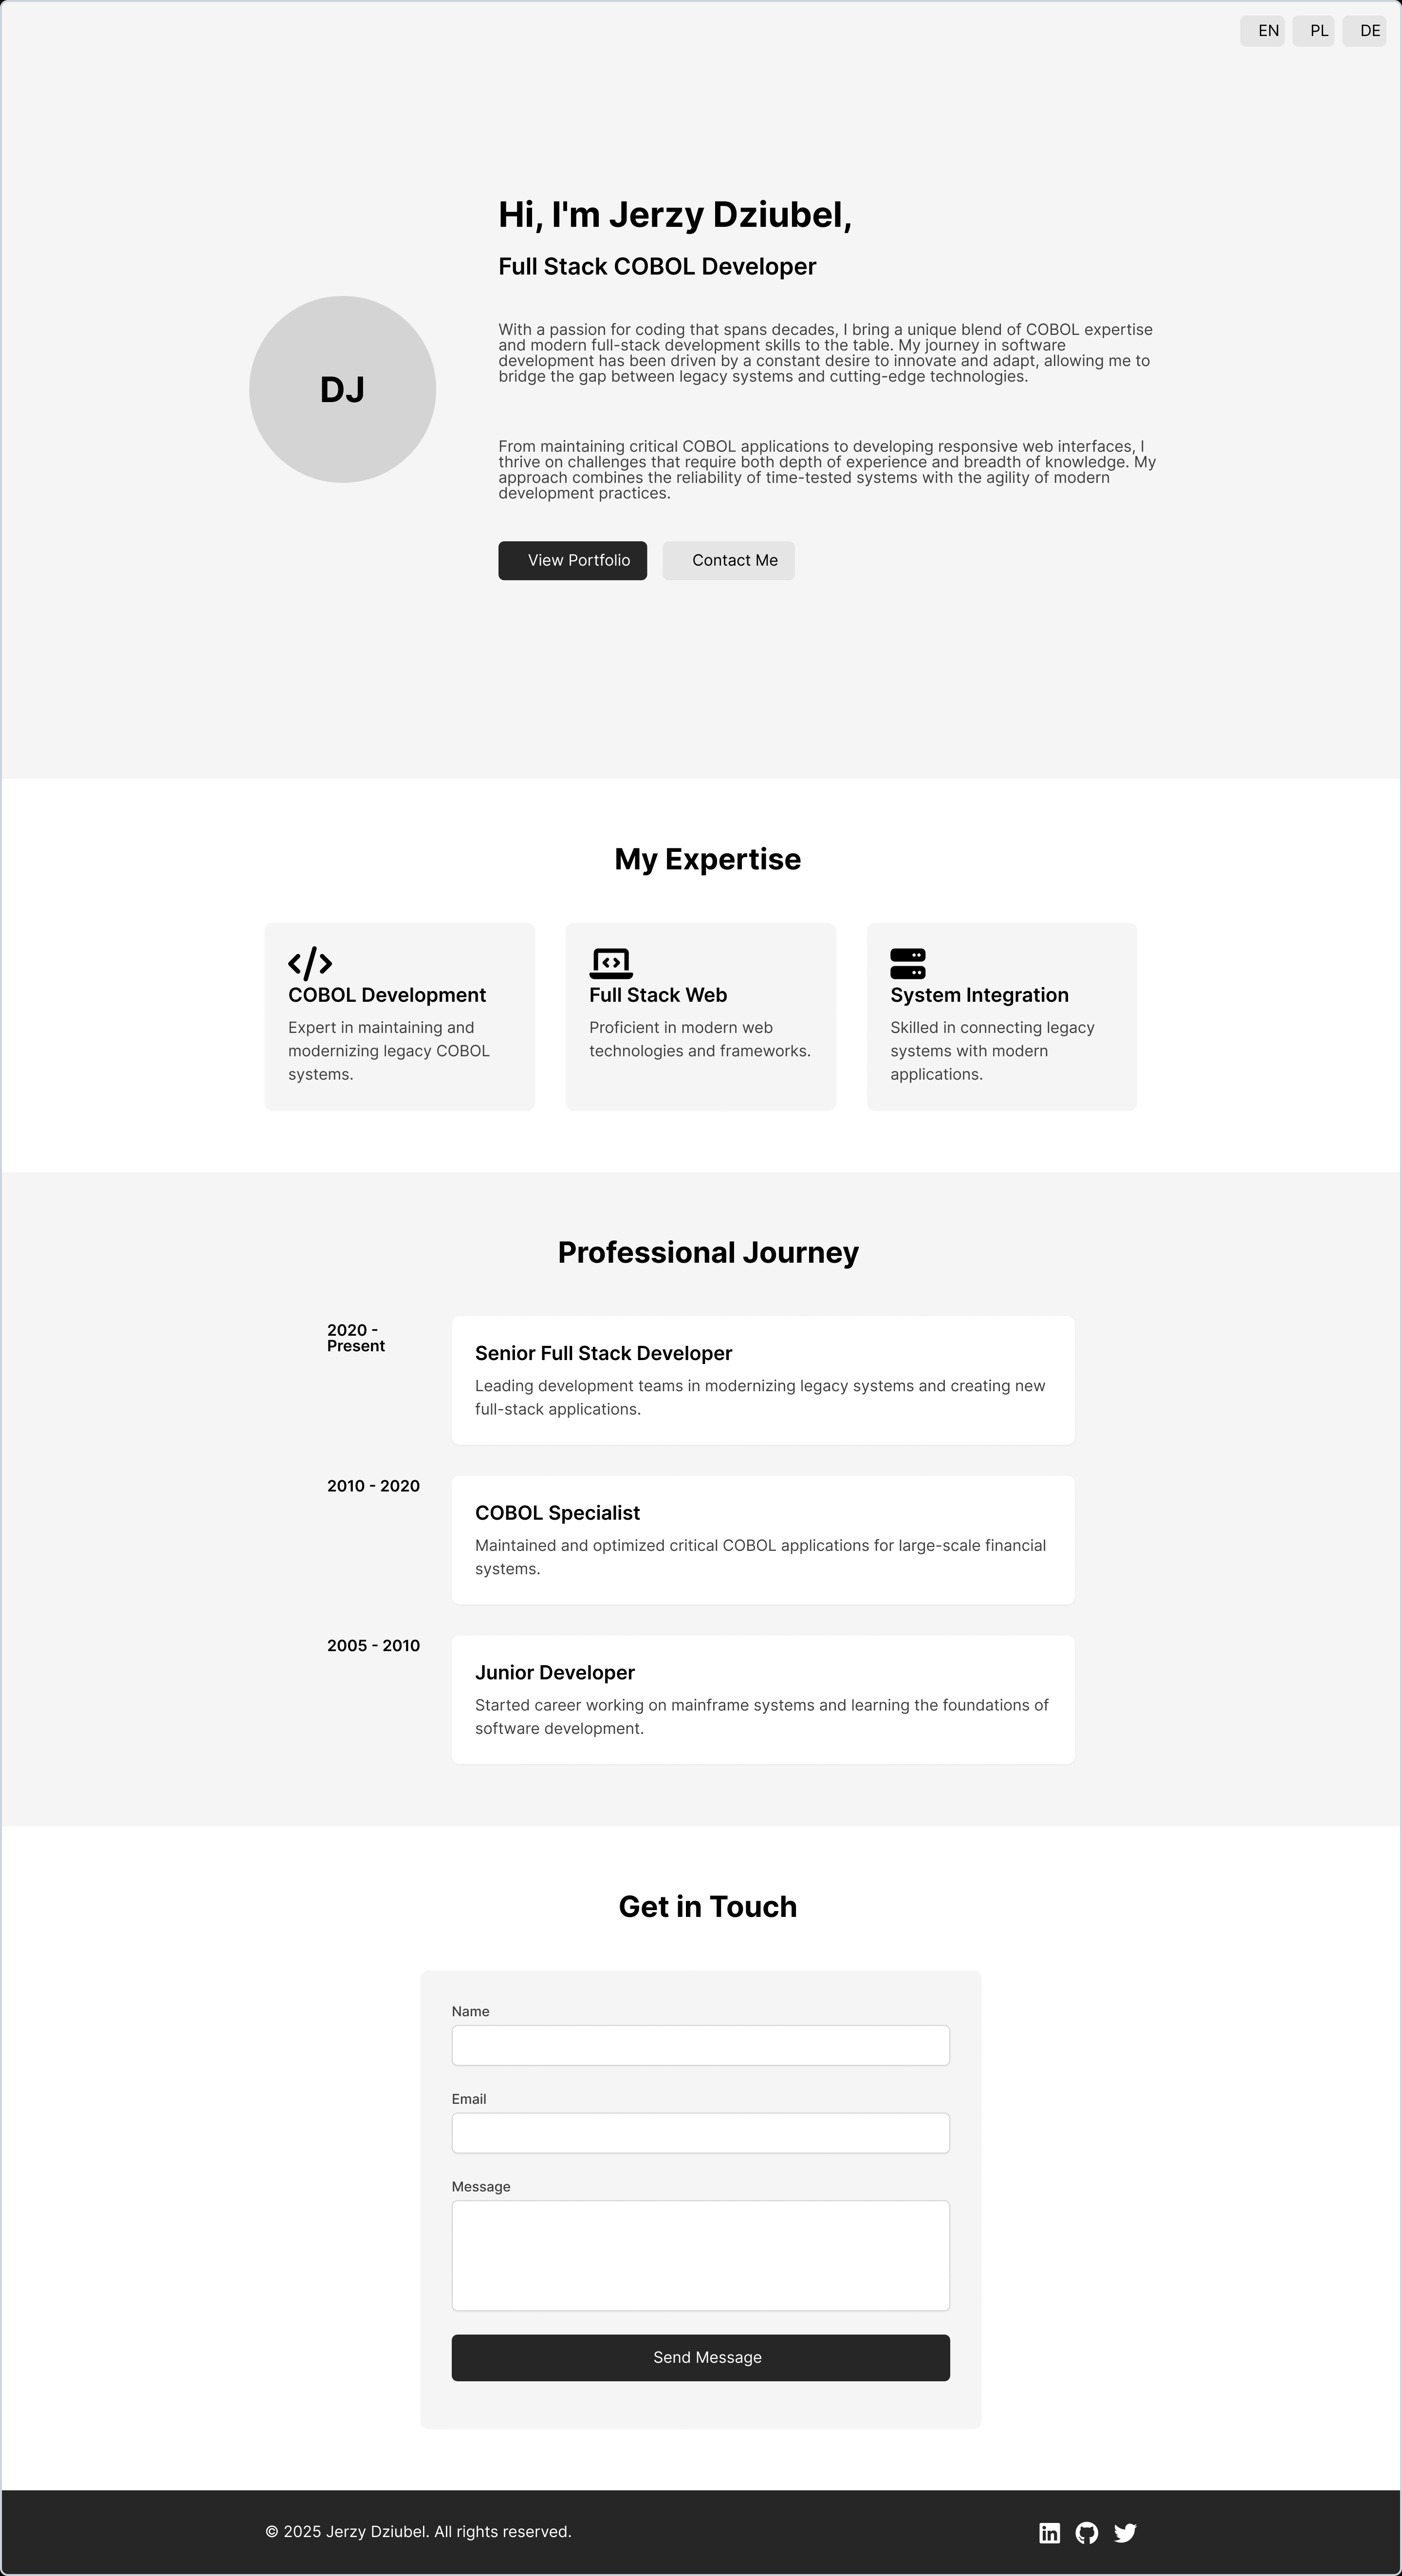 EN PL DE
Hi, I'm Jerzy Dziubel,
Full Stack COBOL Developer
With a passion for coding that spans decades, I bring a unique blend of COBOL expertise
and modern full-stack development skills to the table. My journey in software
development has been driven by a constant desire to innovate and adapt, allowing me to
bridge the gap between legacy systems and cutting-edge technologies.
DJ
From maintaining critical COBOL applications to developing responsive web interfaces, I
thrive on challenges that require both depth of experience and breadth of knowledge. My
approach combines the reliability of time-tested systems with the agility of modern
development practices.
View Portfolio
Contact Me
My Expertise
COBOL Development
Expert in maintaining and
modernizing legacy COBOL
systems.
Full Stack Web
Proficient in modern web
technologies and frameworks.
System Integration
Skilled in connecting legacy
systems with modern
applications.
Professional Journey
2020 -
Present
Senior Full Stack Developer
Leading development teams in modernizing legacy systems and creating new
full-stack applications.
2010 - 2020
COBOL Specialist
Maintained and optimized critical COBOL applications for large-scale financial
systems.
2005 - 2010
Junior Developer
Started career working on mainframe systems and learning the foundations of
software development.
Get in Touch
Name
Email
Message
Send Message
© 2025 Jerzy Dziubel. All rights reserved.